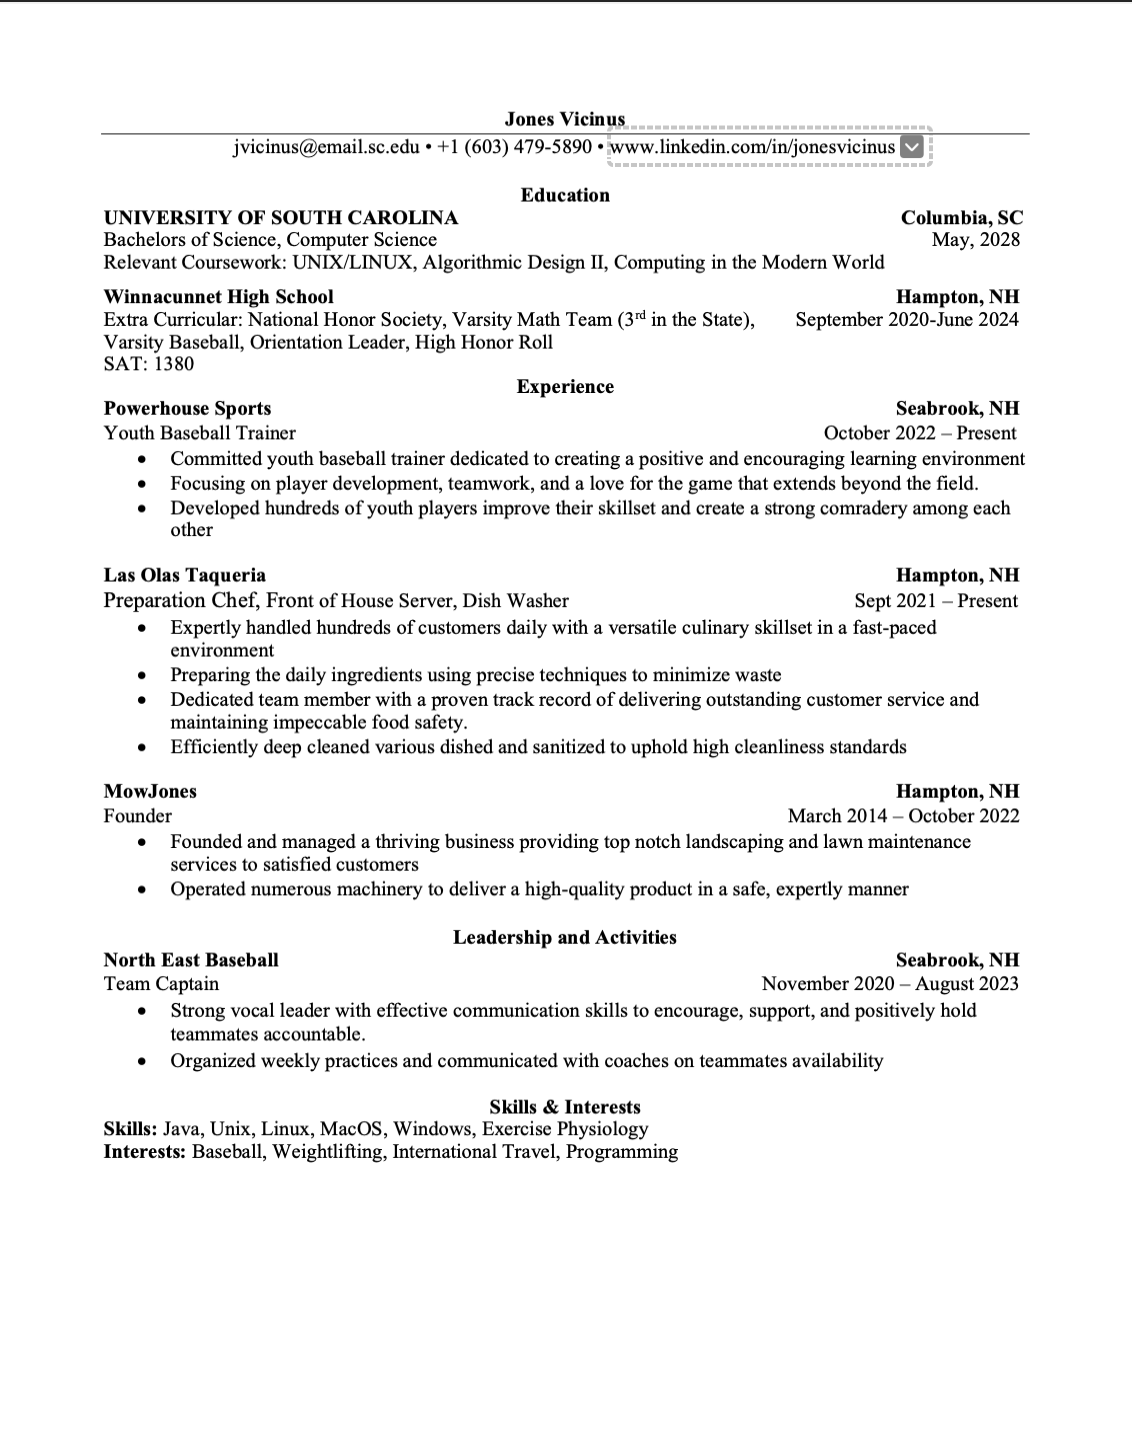 Jones Vicinus
jvicinus@email.sc.edu • +1 (603) 479-5890 • www.linkedin.com/in/jonesvicinus
Education
UNIVERSITY OF SOUTH CAROLINA Columbia, SC
Bachelors of Science, Computer Science May, 2028
Relevant Coursework: UNIX/LINUX, Algorithmic Design II, Computing in the Modern World
Winnacunnet High School Hampton, NH
Extra Curricular: National Honor Society, Varsity Math Team (3rd in the State), September 2020-June 2024
Varsity Baseball, Orientation Leader, High Honor Roll
SAT: 1380
Experience
Powerhouse Sports Seabrook, NH
Youth Baseball Trainer October 2022 – Present
• Committed youth baseball trainer dedicated to creating a positive and encouraging learning environment
• Focusing on player development, teamwork, and a love for the game that extends beyond the field.
• Developed hundreds of youth players improve their skillset and create a strong comradery among each
other
Las Olas Taqueria Hampton, NH
Preparation Chef, Front of House Server, Dish Washer Sept 2021 – Present
• Expertly handled hundreds of customers daily with a versatile culinary skillset in a fast-paced
environment
• Preparing the daily ingredients using precise techniques to minimize waste
• Dedicated team member with a proven track record of delivering outstanding customer service and
maintaining impeccable food safety.
• Efficiently deep cleaned various dished and sanitized to uphold high cleanliness standards
MowJones Hampton, NH
Founder March 2014 – October 2022
• Founded and managed a thriving business providing top notch landscaping and lawn maintenance
services to satisfied customers
• Operated numerous machinery to deliver a high-quality product in a safe, expertly manner
Leadership and Activities
North East Baseball Seabrook, NH
Team Captain November 2020 – August 2023
• Strong vocal leader with effective communication skills to encourage, support, and positively hold
teammates accountable.
• Organized weekly practices and communicated with coaches on teammates availability
Skills & Interests
Skills: Java, Unix, Linux, MacOS, Windows, Exercise Physiology
Interests: Baseball, Weightlifting, International Travel, Programming